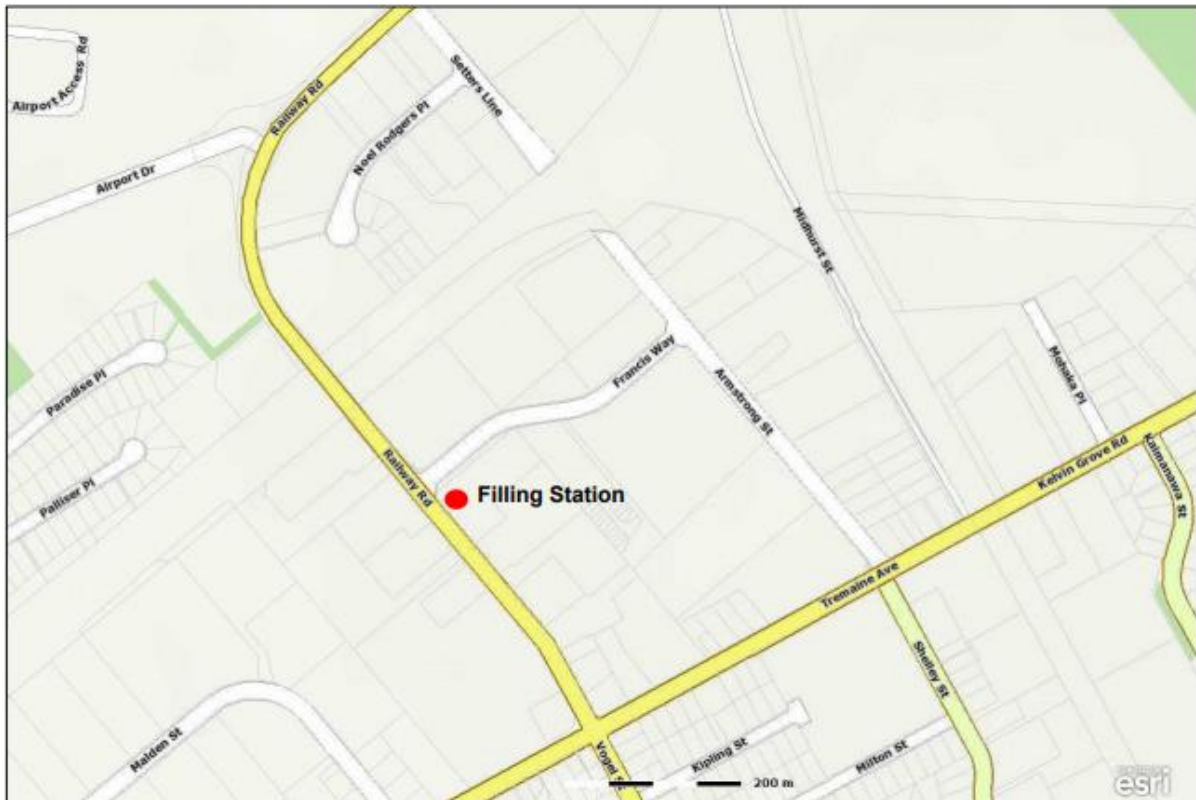 Airport Access Rd
Railway Rd
Setters Line
Noel Rodgers Pl
Airport Dr
Midhurst St
Francis Way
Paradise Pl
Armstrong St
Mohaka Pl
Kelvin Grove Rd
Kaimanawa St
Railway Rd
Palliser Pl
Filling Station
Tremaine Ave
Shelley St
Malden St
Vogel St
Kipling St
Milton St
200 m
esri